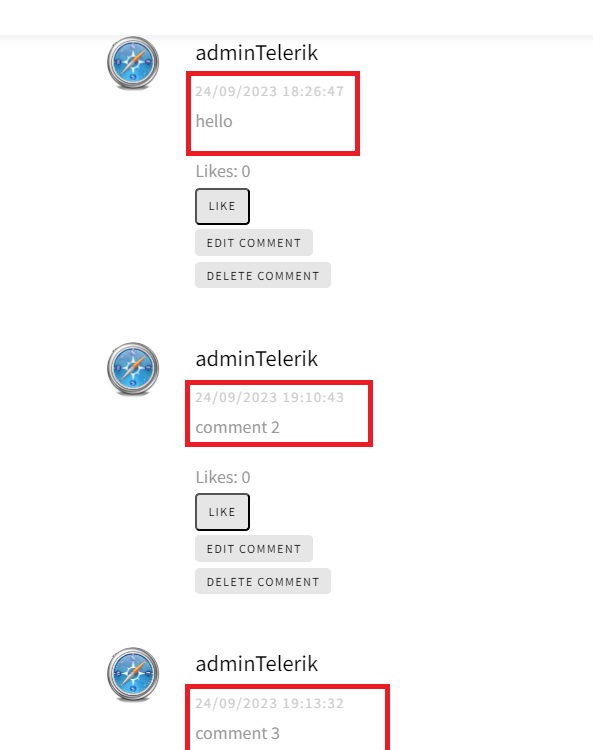 adminTelerik
24/09/2023 18:26:47
hello
Likes: 0
LIKE
EDIT COMMENT
DELETE COMMENT
adminTelerik
24/09/2023 19:10:43
comment 2
Likes: 0
LIKE
EDIT COMMENT
DELETE COMMENT
adminTelerik
24/09/2023 19:13:32
comment 3